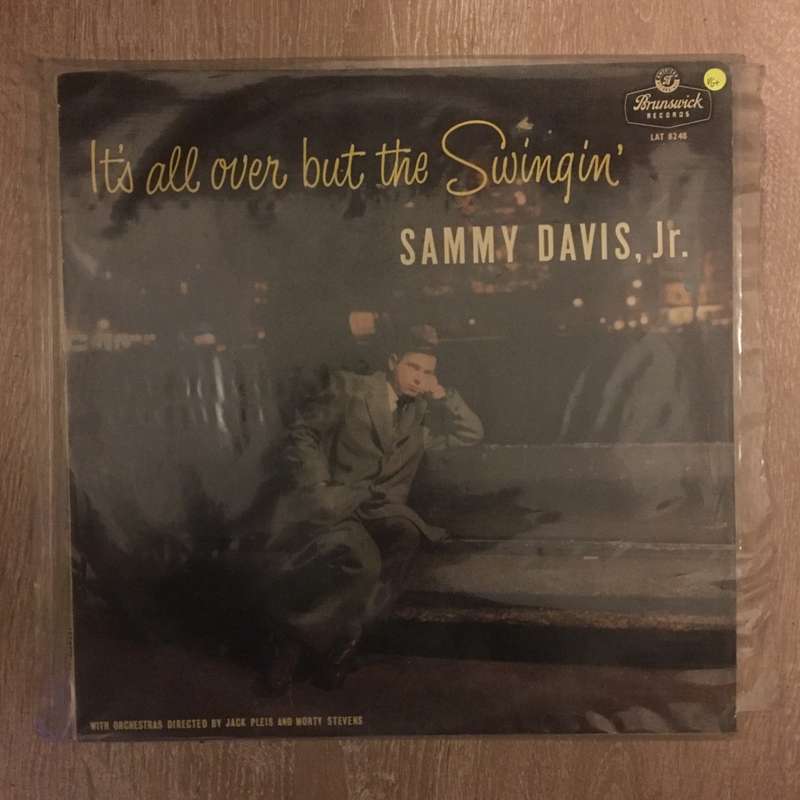 VG+
Brunswick
RECORDS
LAT 8248
It's all over but the Swingin'
SAMMY DAVIS, Jr.
WITH ORCHESTRAS DIRECTED BY JACK PLEIS AND MORTY STEVENS